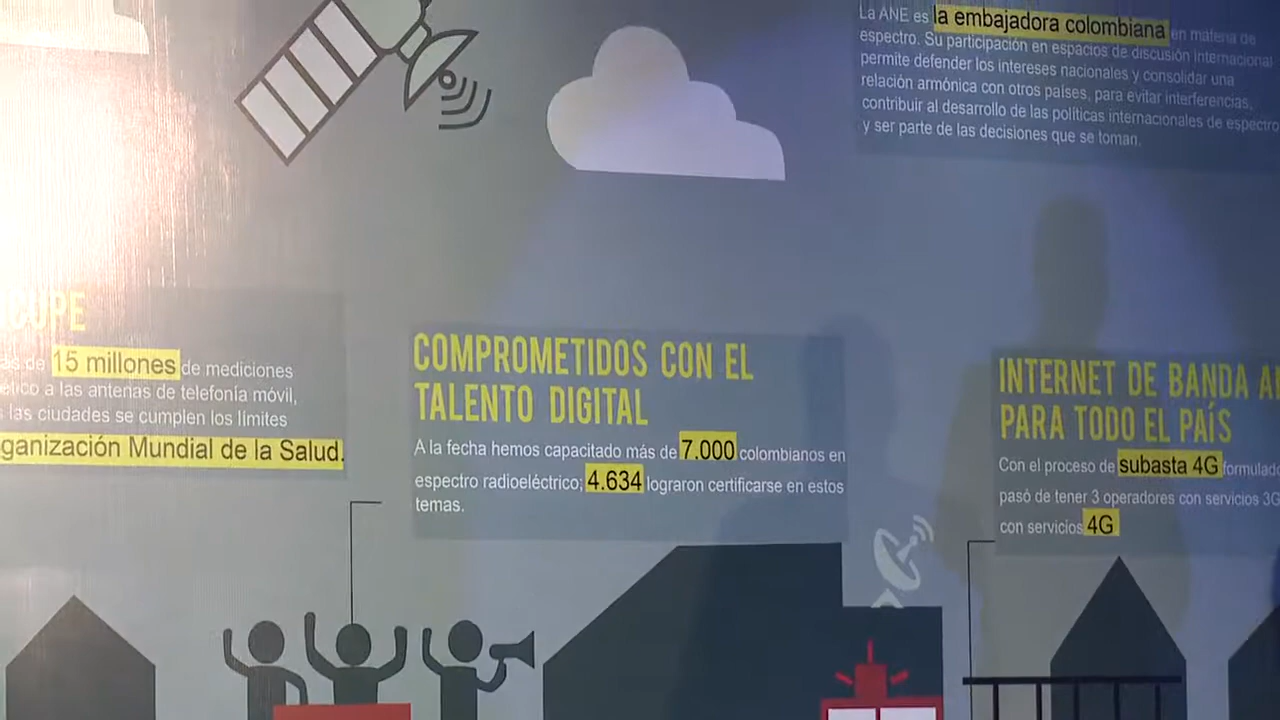 La ANE es la embajadora colombiana en materia de
espectro. Su participación en espacios de discusión internacional
permite defender los intereses nacionales y consolidar una
relación armónica con otros países, para evitar interferencias,
contribuir al desarrollo de las políticas internacionales de espectro
y ser parte de las decisiones que se toman.
15 millones de mediciones
a las antenas de telefonía móvil,
las ciudades se cumplen los límites
ganización Mundial de la Salud.
COMPROMETIDOS CON EL
TALENTO DIGITAL
A la fecha hemos capacitado más de 7.000 colombianos en
espectro radioeléctrico; 4.634 lograron certificarse en estos
temas.
INTERNET DE BANDA
PARA TODO EL PAÍS
Con el proceso de subasta 4G formulado
pasó de tener 3 operadores con servicios 3G
con servicios 4G